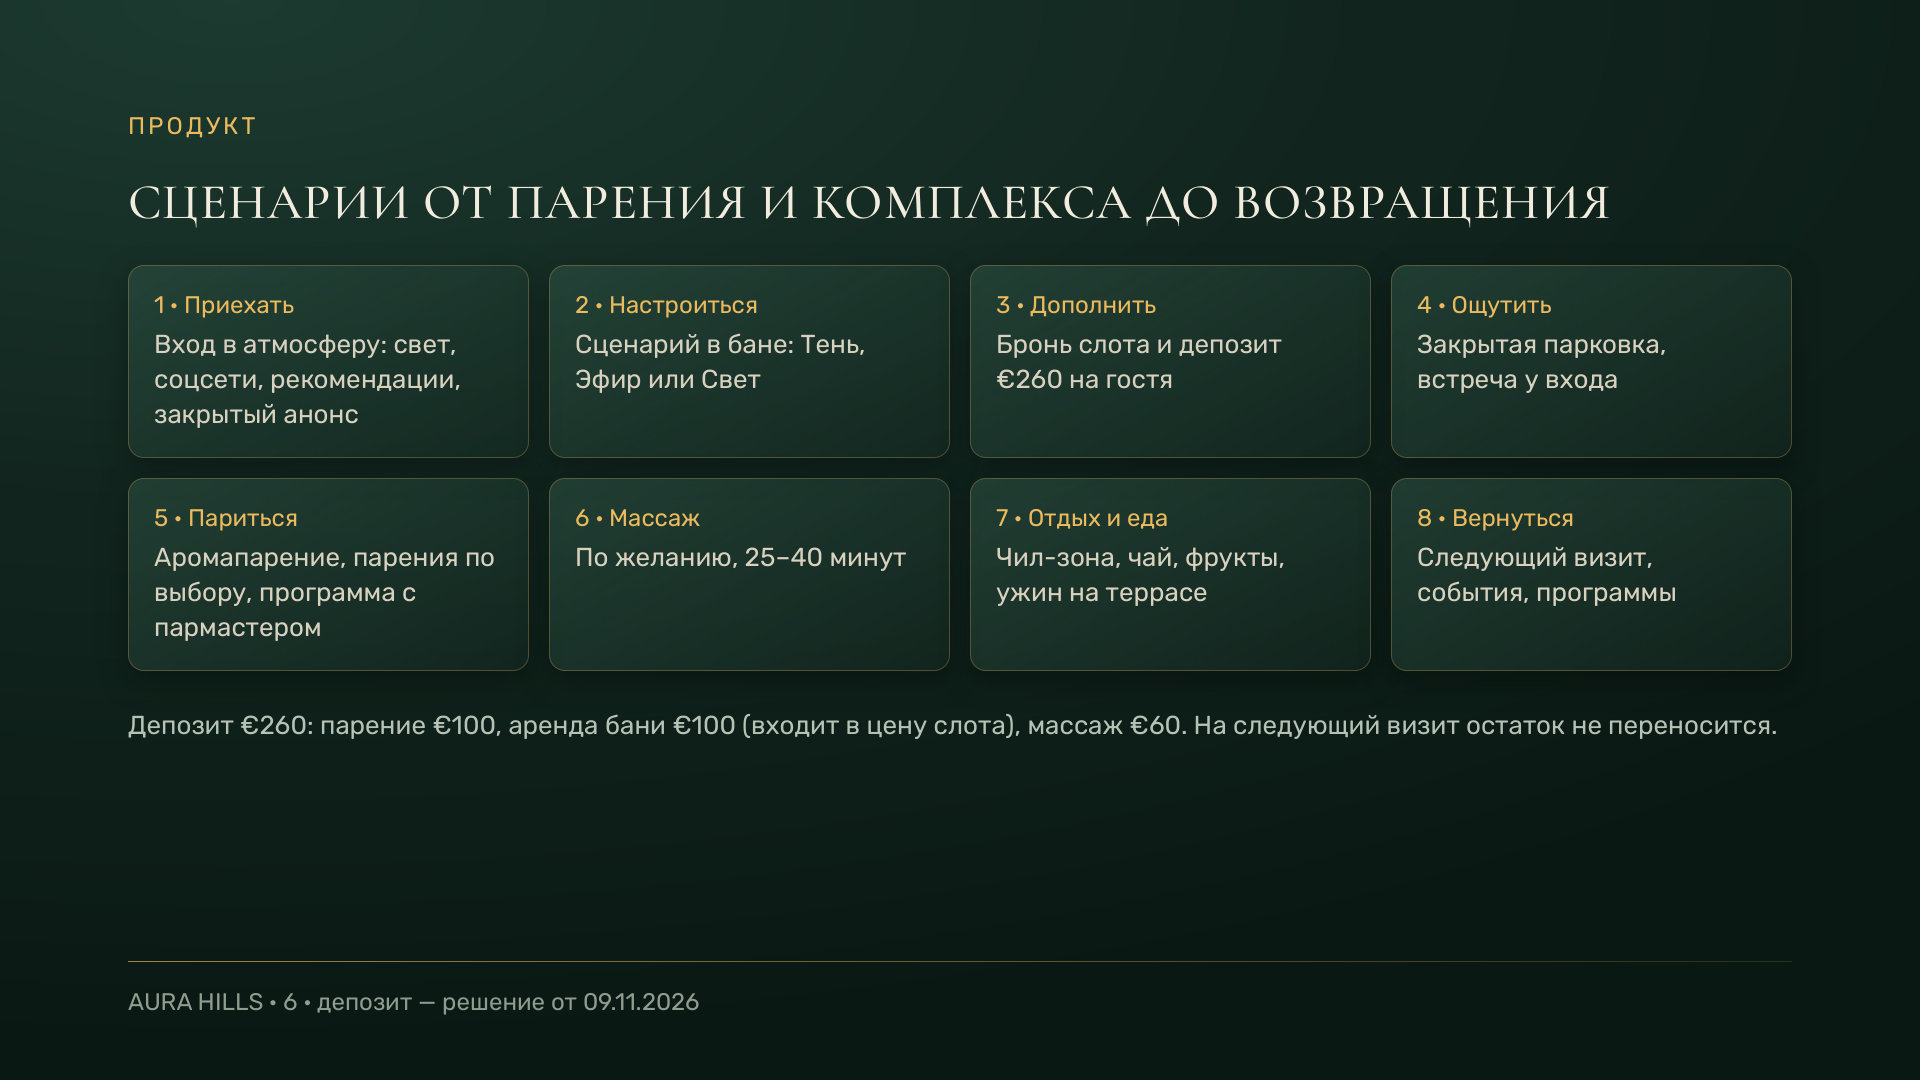 ПРОДУКТ
СЦЕНАРИИ ОТ ПАРЕНИЯ И КОМПЛЕКСА ДО ВОЗВРАЩЕНИЯ
1 • Приехать
Вход в атмосферу: свет,
соцсети, рекомендации,
закрытый анонс
2 • Настроиться
Сценарий в бане: Тень,
Эфир или Свет
3 • Дополнить
Бронь слота и депозит
€260 на гостя
4 • Ощутить
Закрытая парковка,
встреча у входа
5 • Париться
Аромапарение, парения по
выбору, программа с
пармастером
6 • Массаж
По желанию, 25–40 минут
7 • Отдых и еда
Чил-зона, чай, фрукты,
ужин на террасе
8 • Вернуться
Следующий визит,
события, программы
Депозит €260: парение €100, аренда бани €100 (входит в цену слота), массаж €60. На следующий визит остаток не переносится.
AURA HILLS • 6 • депозит — решение от 09.11.2026